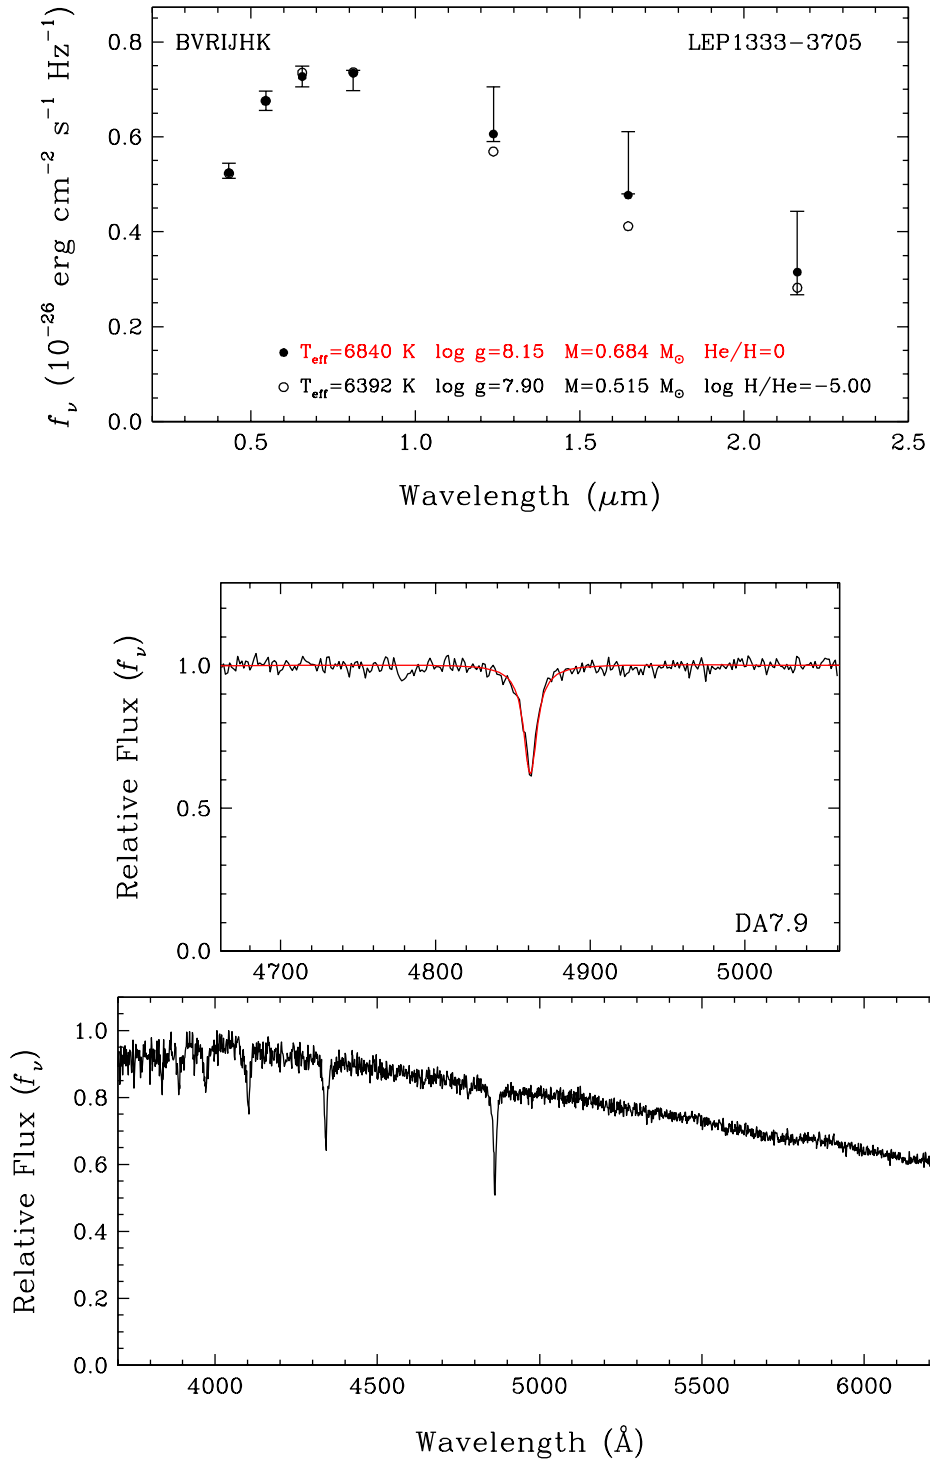 BVRIJHK LEP1333−3705
f_ν (10^−26 erg cm^−2 s^−1 Hz^−1)
0.8
0.6
0.4
0.2
0.0
● T_eff=6840 K log g=8.15 M=0.684 M_⊙ He/H=0
○ T_eff=6392 K log g=7.90 M=0.515 M_⊙ log H/He=−5.00
0.5 1.0 1.5 2.0 2.5
Wavelength (μm)
Relative Flux (f_ν)
1.0
0.5
0.0
DA7.9
4700 4800 4900 5000
Relative Flux (f_ν)
1.0
0.8
0.6
0.4
0.2
0.0
4000 4500 5000 5500 6000
Wavelength (Å)